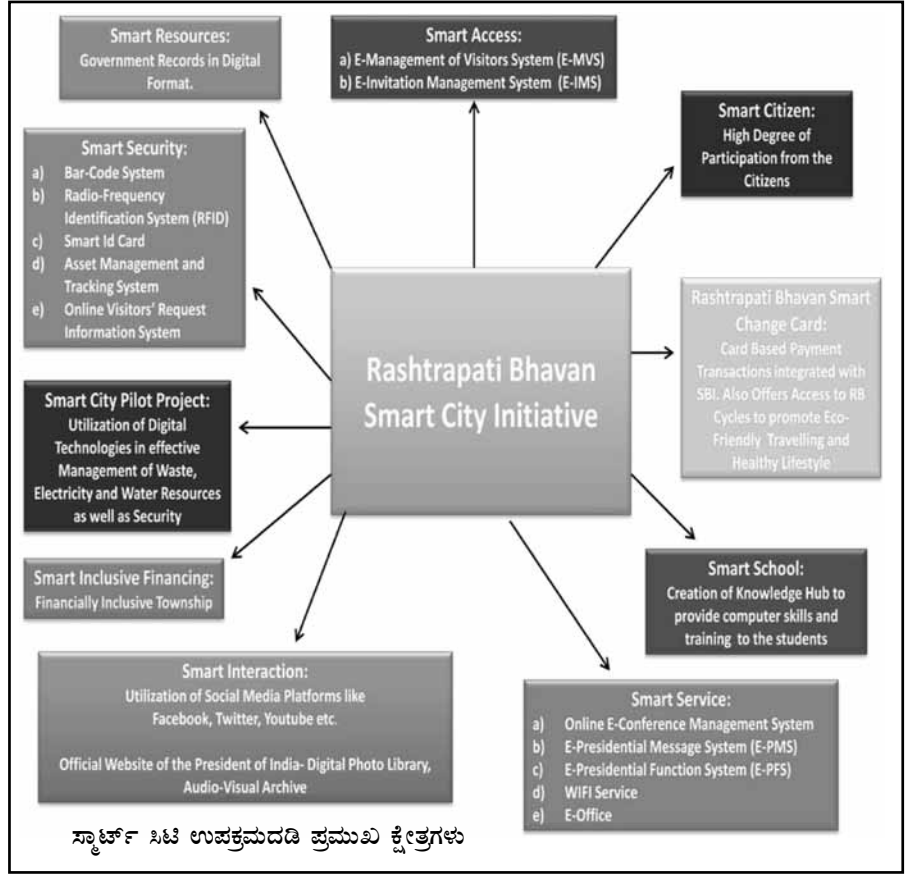 Smart Resources:
Government Records in Digital
Format.
Smart Access:
a) E-Management of Visitors System (E-MVS)
b) E-Invitation Management System (E-IMS)
Smart Citizen:
High Degree of
Participation from the
Citizens
Smart Security:
a) Bar-Code System
b) Radio-Frequency
Identification System (RFID)
c) Smart Id Card
d) Asset Management and
Tracking System
e) Online Visitors' Request
Information System
Rashtrapati Bhavan
Smart City Initiative
Rashtrapati Bhavan Smart
Change Card:
Card Based Payment
Transactions integrated with
SBI. Also Offers Access to RB
Cycles to promote Eco-
Friendly Travelling and
Healthy Lifestyle
Smart City Pilot Project:
Utilization of Digital
Technologies in effective
Management of Waste,
Electricity and Water Resources
as well as Security
Smart Inclusive Financing:
Financially Inclusive Township
Smart School:
Creation of Knowledge Hub to
provide computer skills and
training to the students
Smart Interaction:
Utilization of Social Media Platforms like
Facebook, Twitter, Youtube etc.
Official Website of the President of India- Digital Photo Library,
Audio-Visual Archive
Smart Service:
a) Online E-Conference Management System
b) E-Presidential Message System (E-PMS)
c) E-Presidential Function System (E-PFS)
d) WIFI Service
e) E-Office
ಸ್ಮಾರ್ಟ್ ಸಿಟಿ ಉಪಕ್ರಮದಡಿ ಪ್ರಮುಖ ಕ್ಷೇತ್ರಗಳು